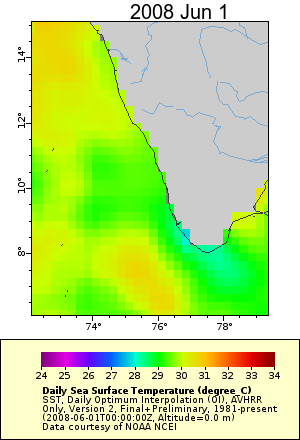 2008 Jun 1
14°
12°
10°
8°
74°
76°
78°
24 25 26 27 28 29 30 31 32 33 34
Daily Sea Surface Temperature (degree_C)
SST, Daily Optimum Interpolation (OI), AVHRR
Only, Version 2, Final+Preliminary, 1981-present
(2008-06-01T00:00:00Z, Altitude=0.0 m)
Data courtesy of NOAA NCEI